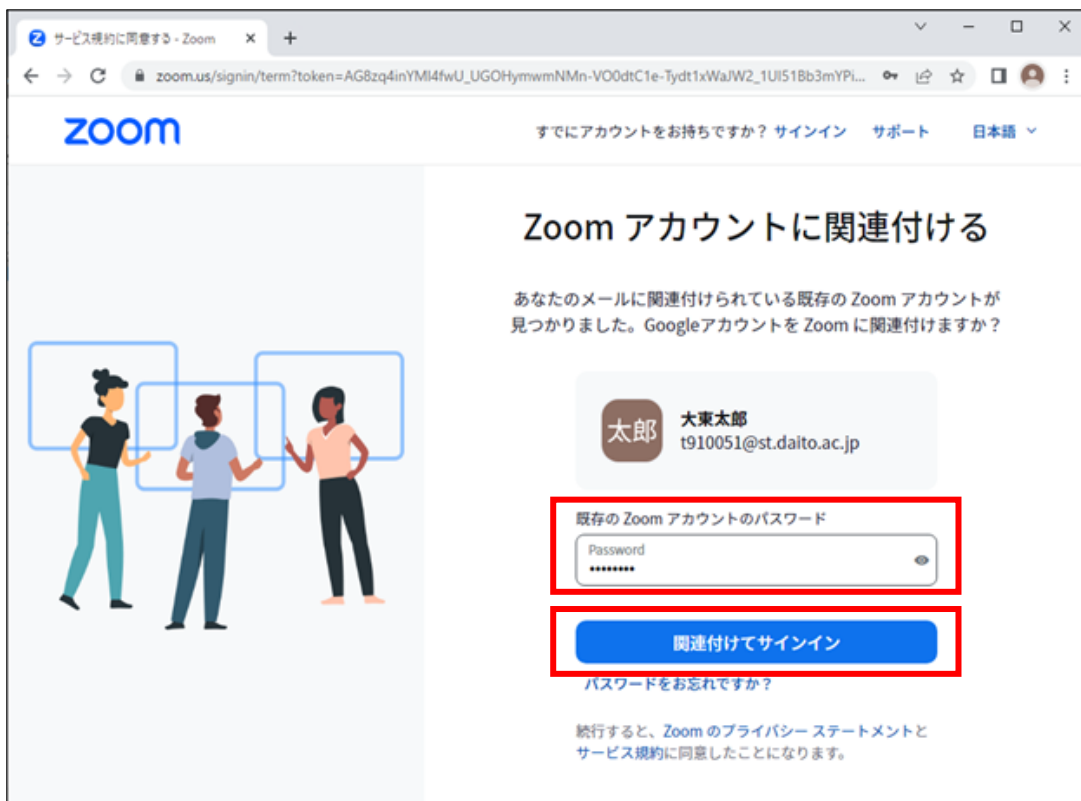 サービス規約に同意する - Zoom
zoom.us/signin/term?token=AG8zq4inYMI4fwU_UGOHymwmNMn-VO0dtC1e-Tydt1xWaJW2_1UI51Bb3mYPi...
zoom
すでにアカウントをお持ちですか？ サインイン サポート 日本語
Zoom アカウントに関連付ける
あなたのメールに関連付けられている既存の Zoom アカウントが
見つかりました。Googleアカウントを Zoom に関連付けますか？
太郎
大東太郎
t910051@st.daito.ac.jp
既存の Zoom アカウントのパスワード
Password
••••••••
関連付けてサインイン
パスワードをお忘れですか？
続行すると、Zoom のプライバシー ステートメントと
サービス規約に同意したことになります。